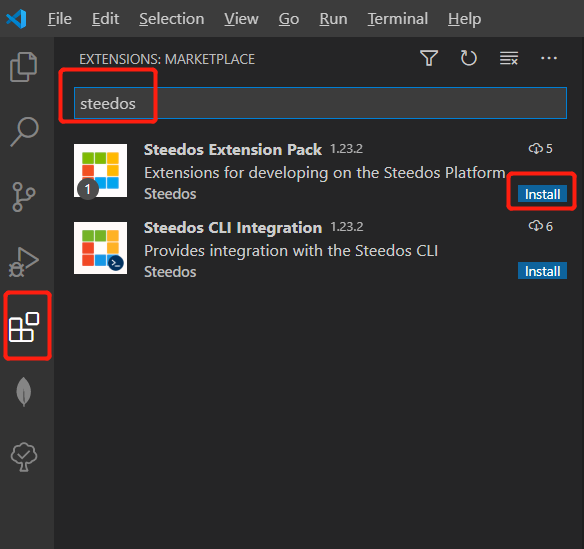 File Edit Selection View Go Run Terminal Help
EXTENSIONS: MARKETPLACE
steedos
Steedos Extension Pack 1.23.2 5
Extensions for developing on the Steedos Platform
1
Steedos Install
Steedos CLI Integration 1.23.2 6
Provides integration with the Steedos CLI
Steedos Install